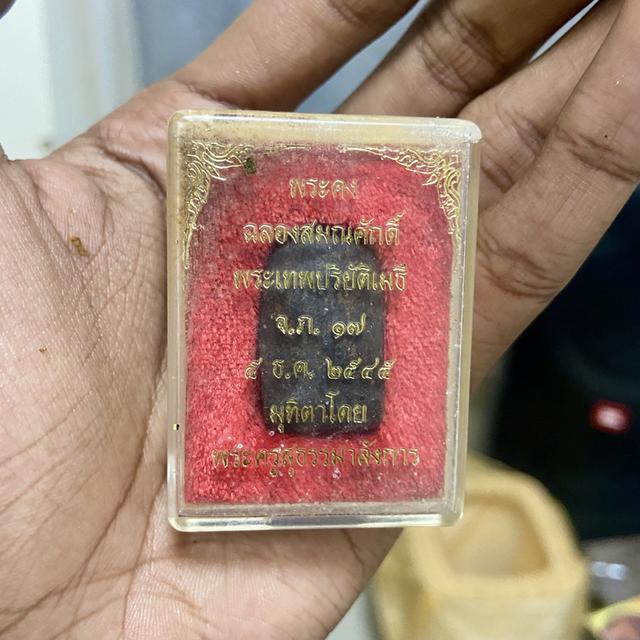 พระคง
ฉลองสมณศักดิ์
พระเทพปริยัติเมธี
จ.ภ. ๑๗
๕ ธ.ค. ๒๕๔๕
มุทิตาโดย
พระครูสุธรรมาลังการ